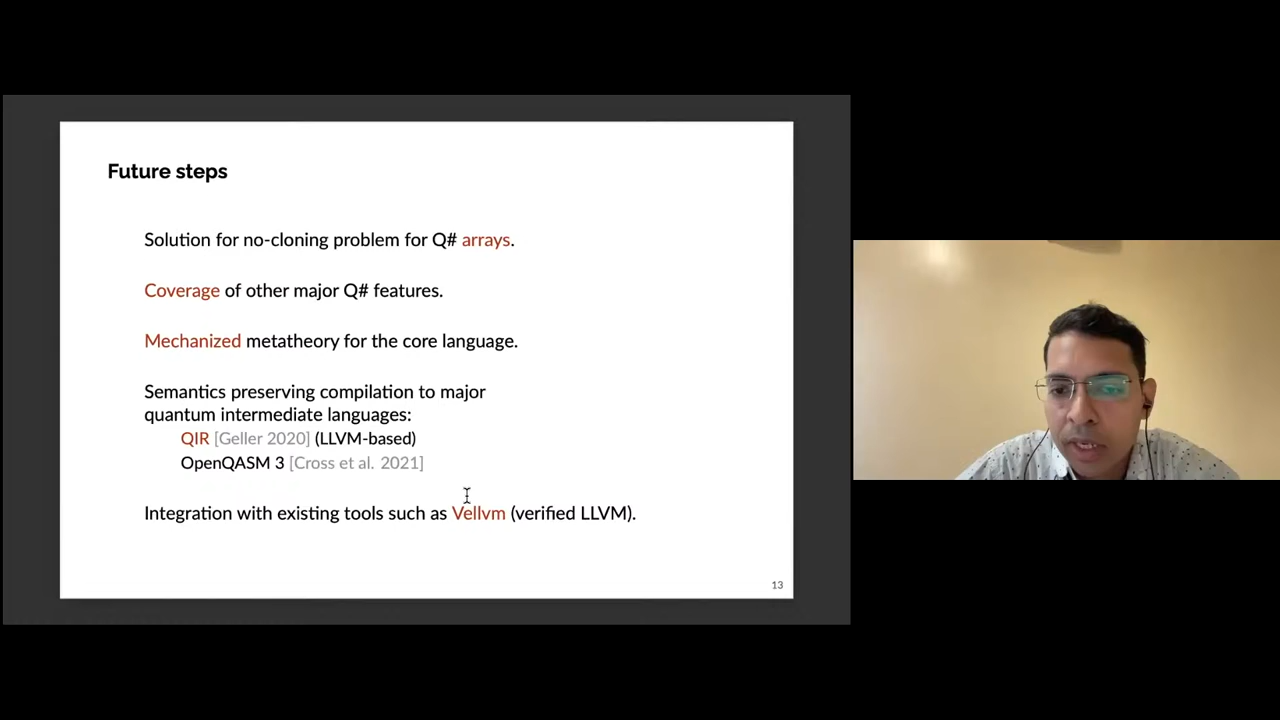 Future steps
Solution for no-cloning problem for Q# arrays.
Coverage of other major Q# features.
Mechanized metatheory for the core language.
Semantics preserving compilation to major
quantum intermediate languages:
QIR [Geller 2020] (LLVM-based)
OpenQASM 3 [Cross et al. 2021]
Integration with existing tools such as Vellvm (verified LLVM).
13